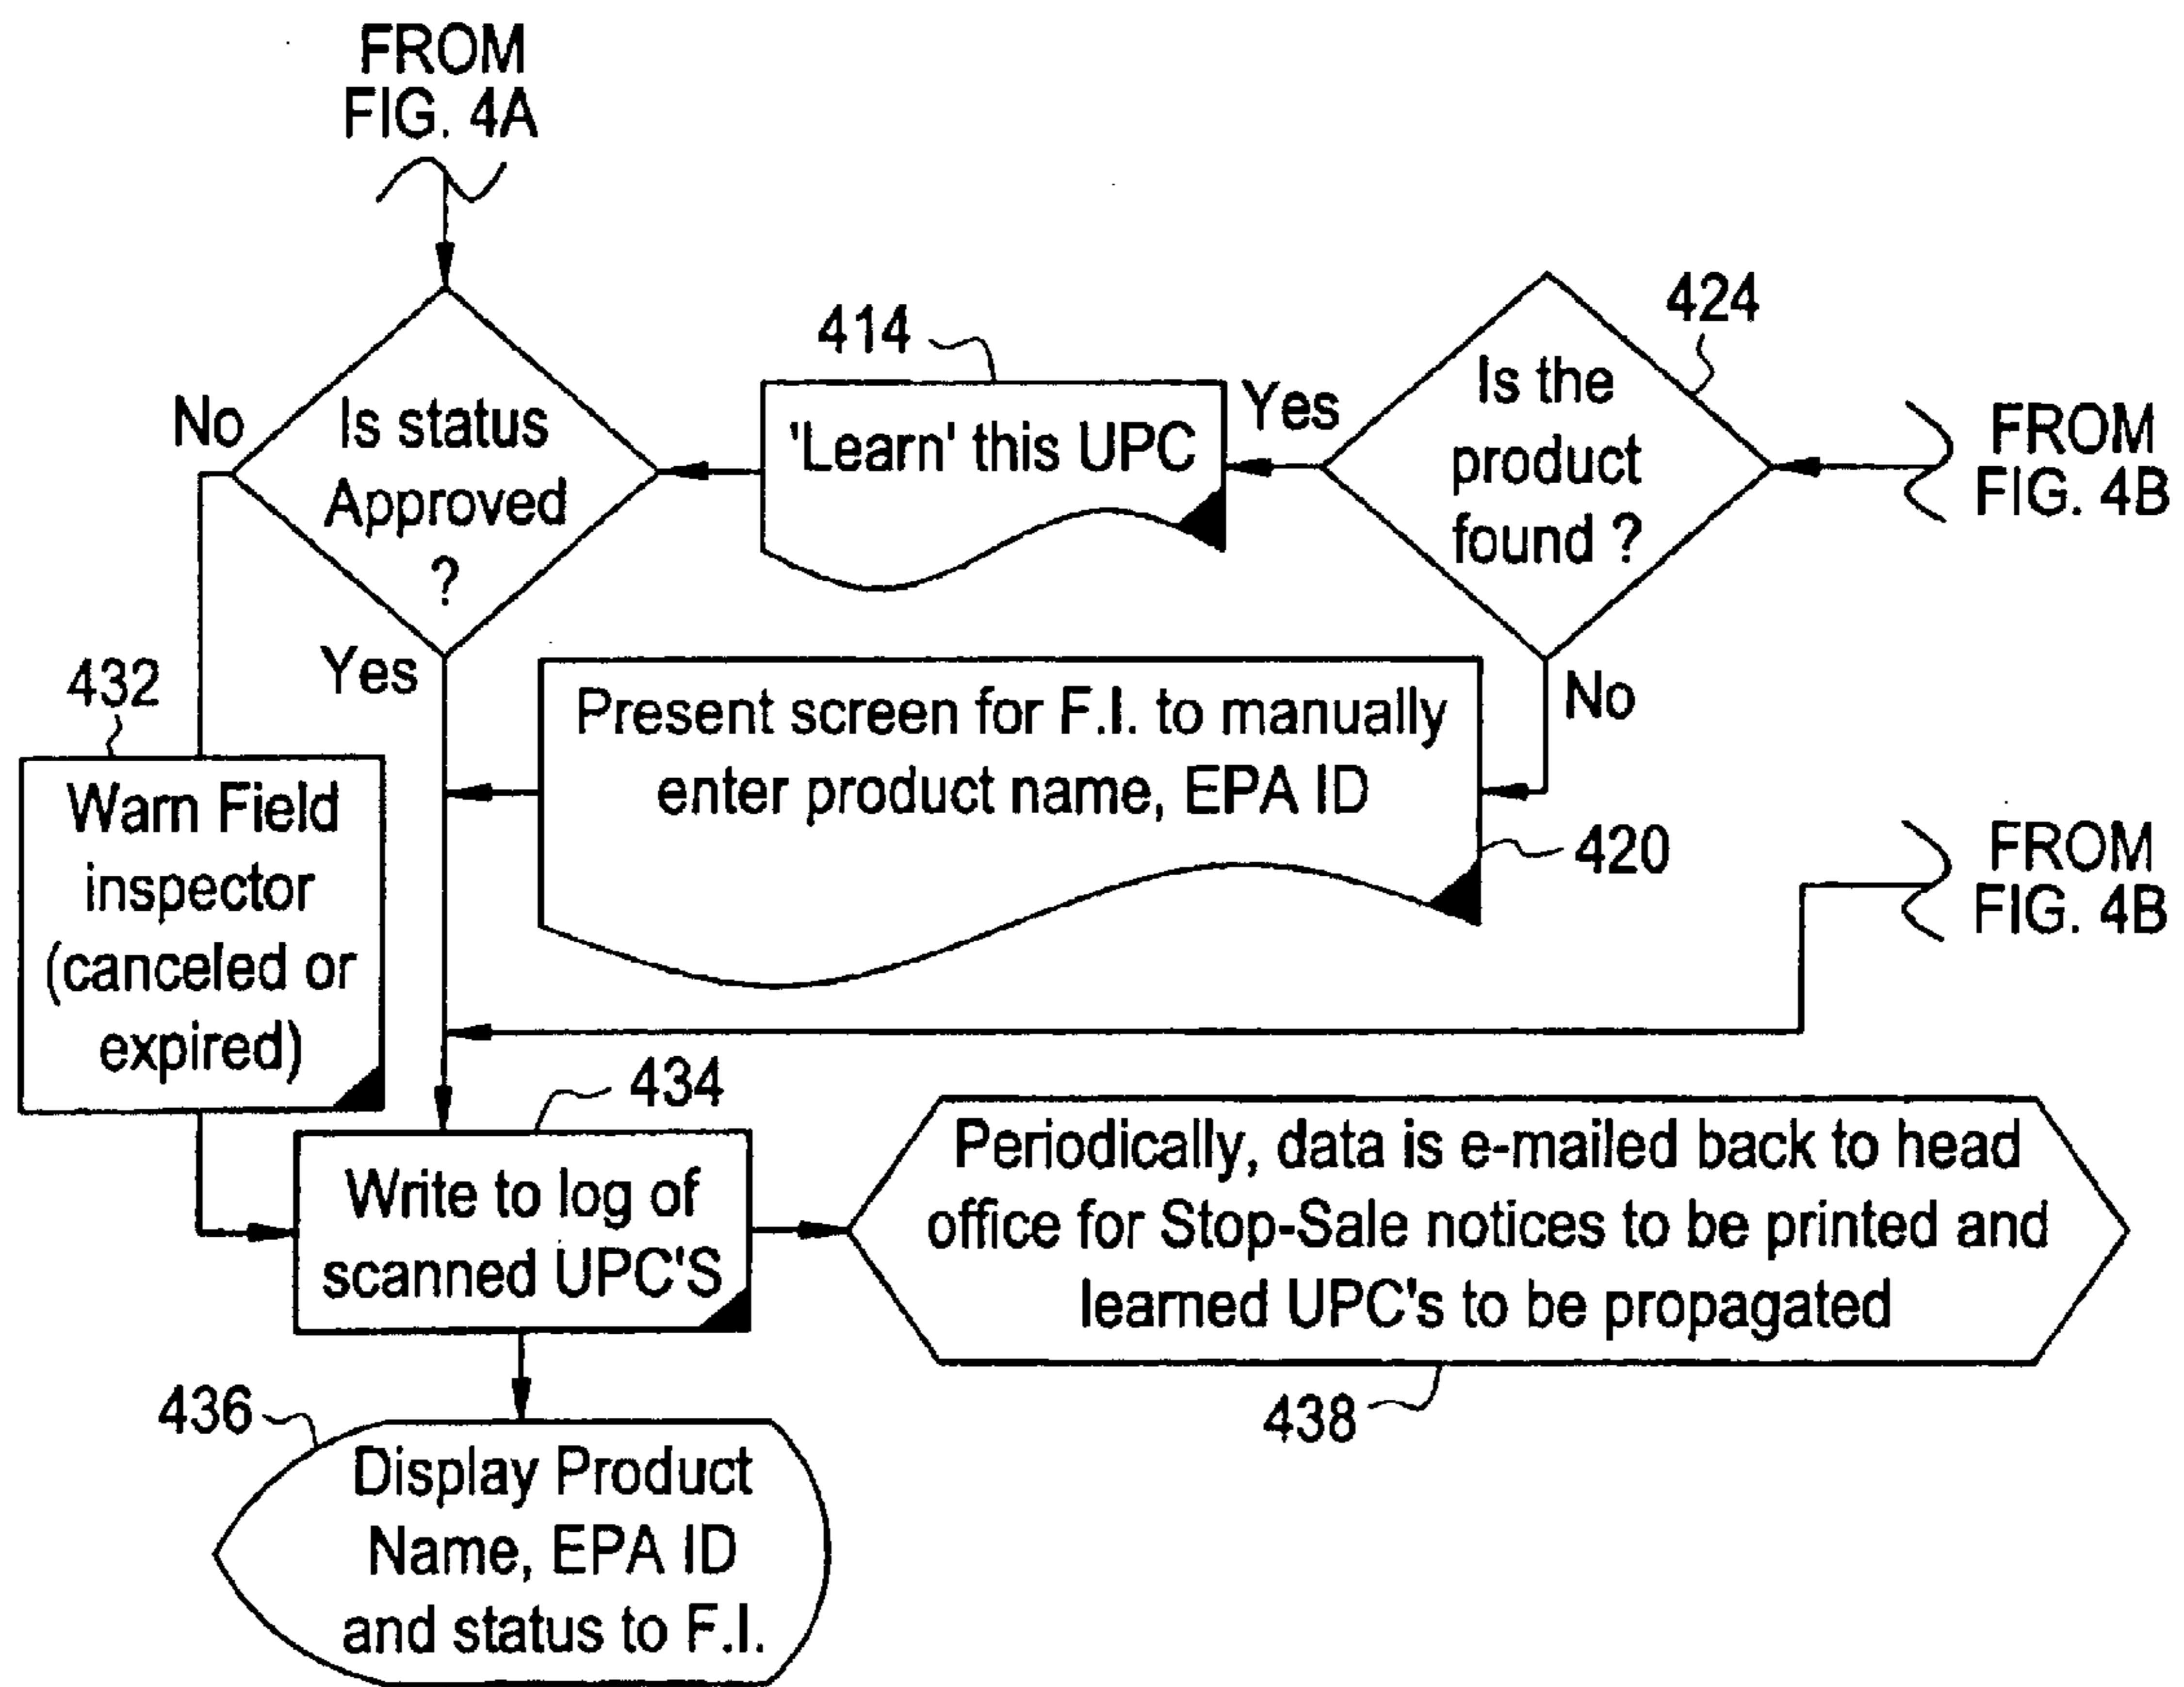 FROM
FIG. 4A
424
414
Is the
product
found ?
Yes
'Learn' this UPC
No
Is status
Approved
?
FROM
FIG. 4B
Yes
No
432
Present screen for F.I. to manually
enter product name, EPA ID
420
Warn Field
inspector
(canceled or
expired)
FROM
FIG. 4B
434
Write to log of
scanned UPC'S
Periodically, data is e-mailed back to head
office for Stop-Sale notices to be printed and
learned UPC's to be propagated
438
436
Display Product
Name, EPA ID
and status to F.I.